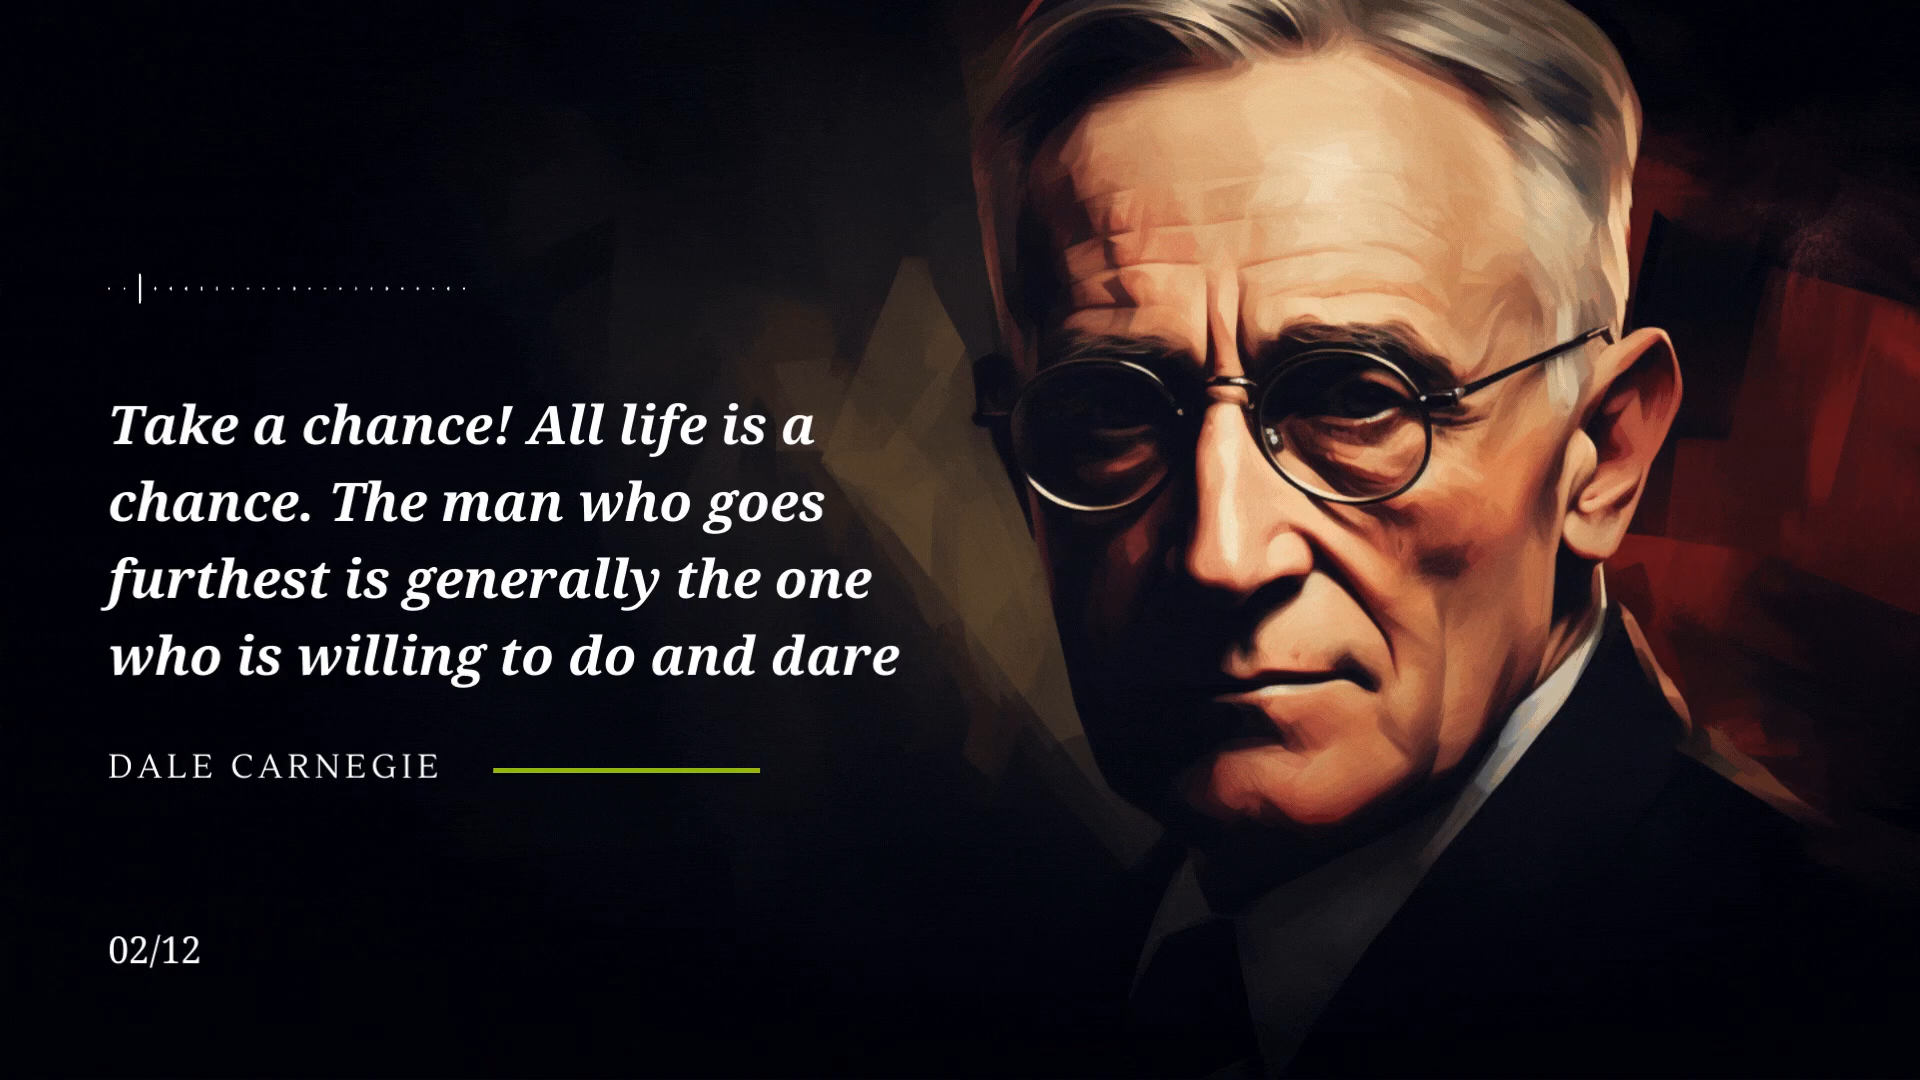 Take a chance! All life is a
chance. The man who goes
furthest is generally the one
who is willing to do and dare
DALE CARNEGIE
02/12